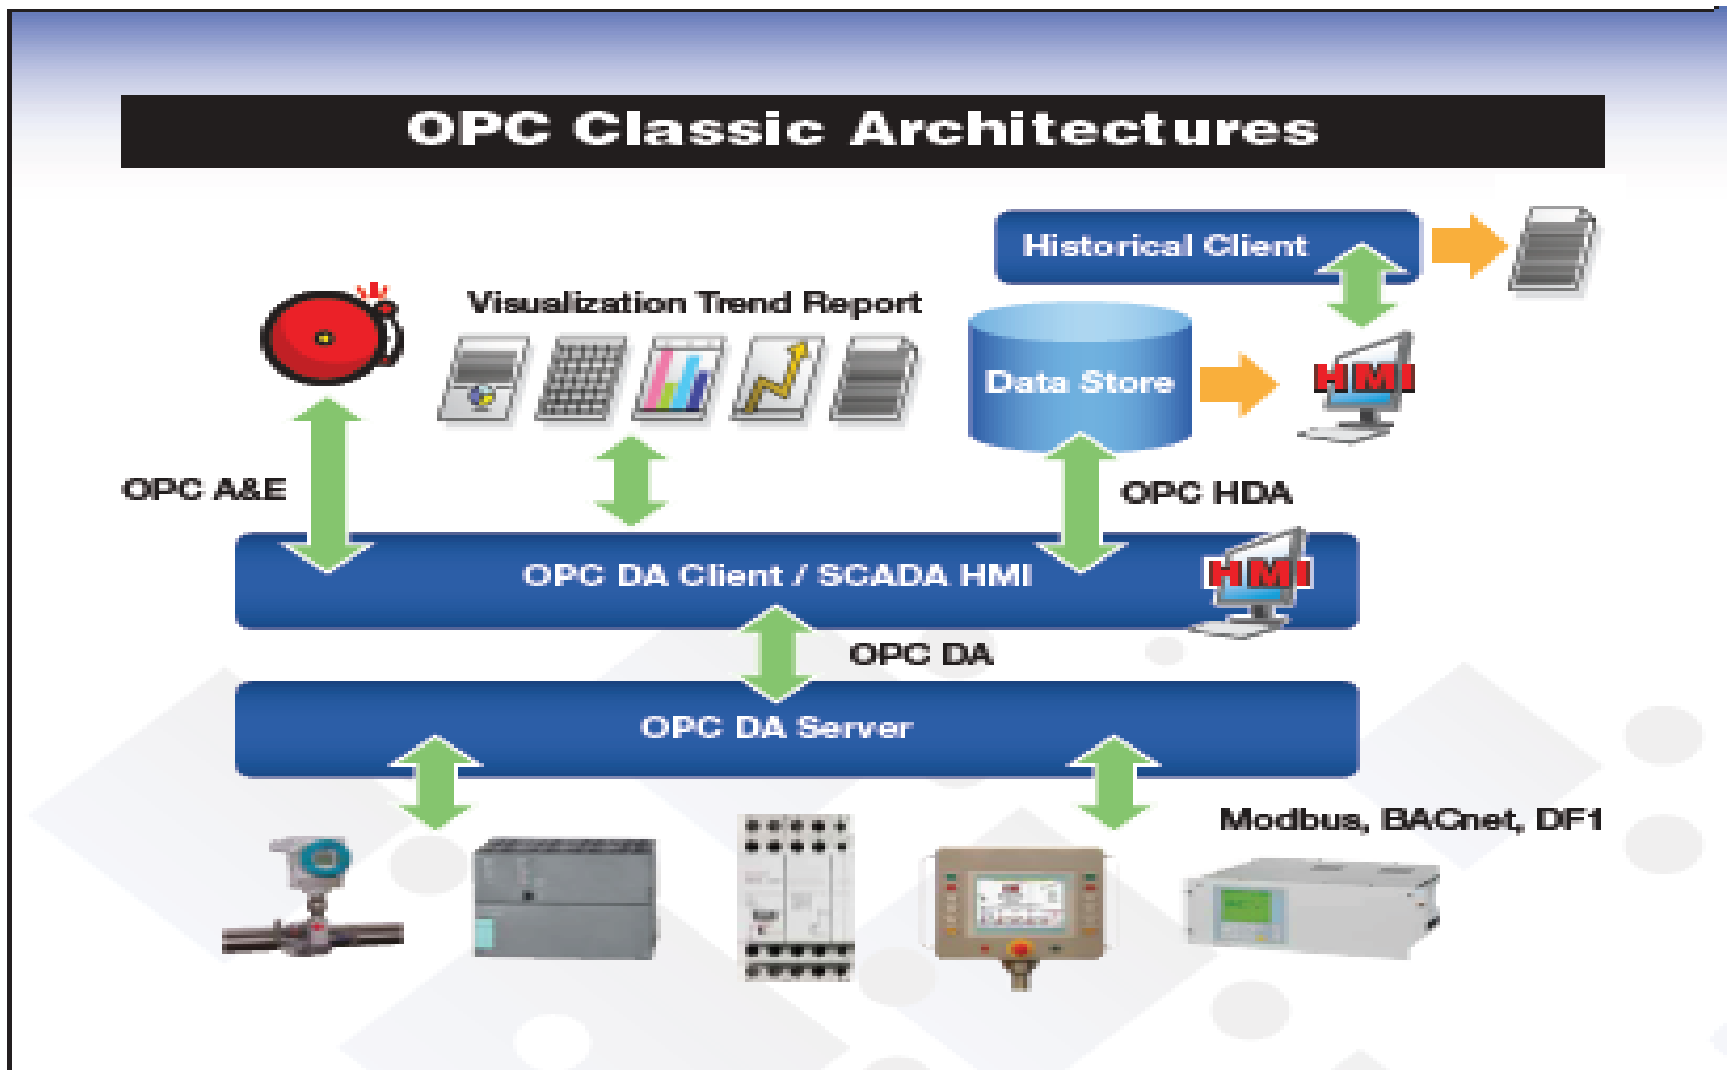 OPC Classic Architectures
Historical Client
Visualization Trend Report
Data Store
HMI
OPC A&E
OPC HDA
OPC DA Client / SCADA HMI
HMI
OPC DA
OPC DA Server
Modbus, BACnet, DF1